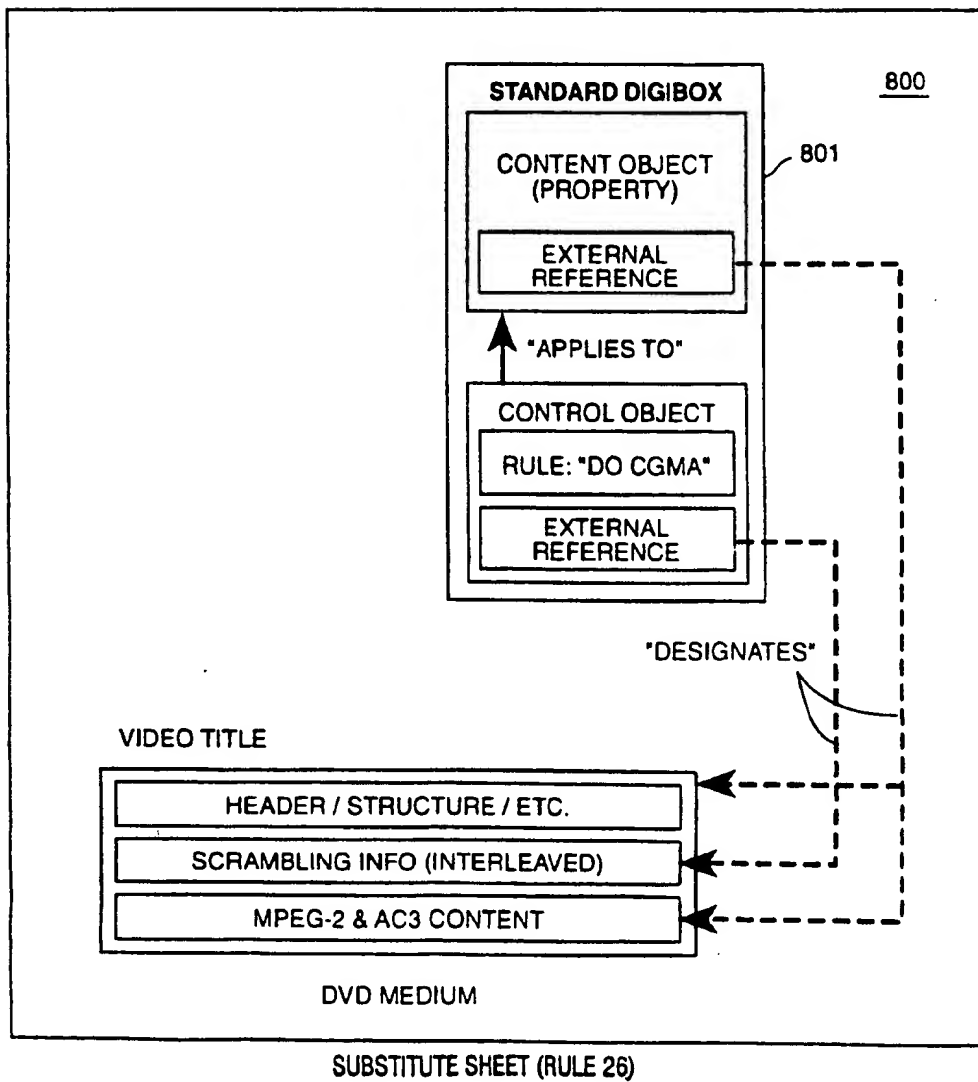 STANDARD DIGIBOX
800
CONTENT OBJECT
(PROPERTY)
801
EXTERNAL
REFERENCE
"APPLIES TO"
CONTROL OBJECT
RULE: "DO CGMA"
EXTERNAL
REFERENCE
"DESIGNATES"
VIDEO TITLE
HEADER / STRUCTURE / ETC.
SCRAMBLING INFO (INTERLEAVED)
MPEG-2 & AC3 CONTENT
DVD MEDIUM
SUBSTITUTE SHEET (RULE 26)